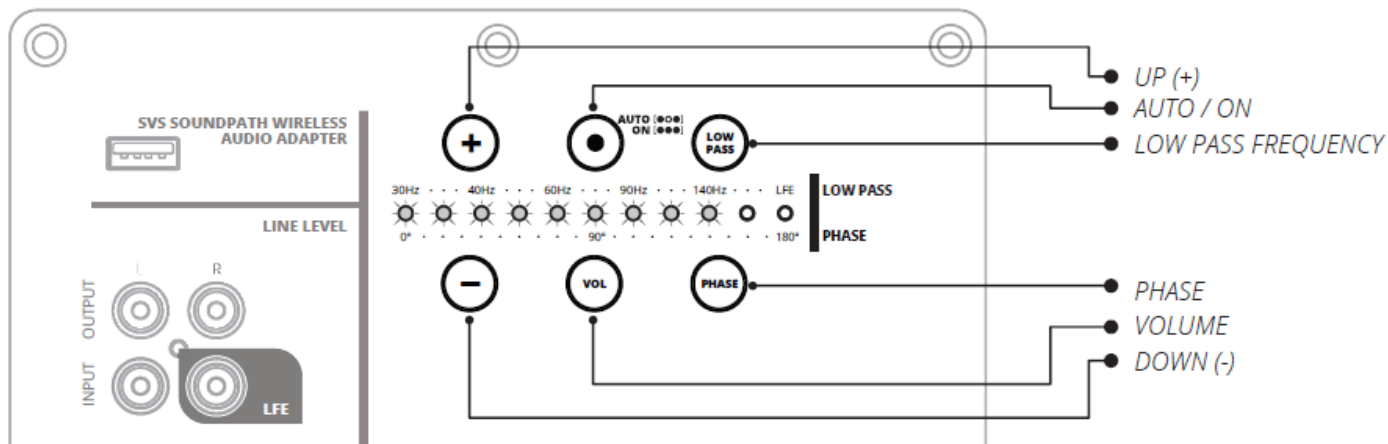 UP (+)
AUTO / ON
LOW PASS FREQUENCY
SVS SOUNDPATH WIRELESS
AUDIO ADAPTER
+
AUTO [●○●]
ON [●●●]
LOW
PASS
30Hz · · · 40Hz · · · 60Hz · · · 90Hz · · · 140Hz · · · LFE
LOW PASS
0° · · · · · · · · · 90° · · · · · · · · · 180°
PHASE
LINE LEVEL
L R
OUTPUT
INPUT
LFE
−
VOL
PHASE
PHASE
VOLUME
DOWN (-)